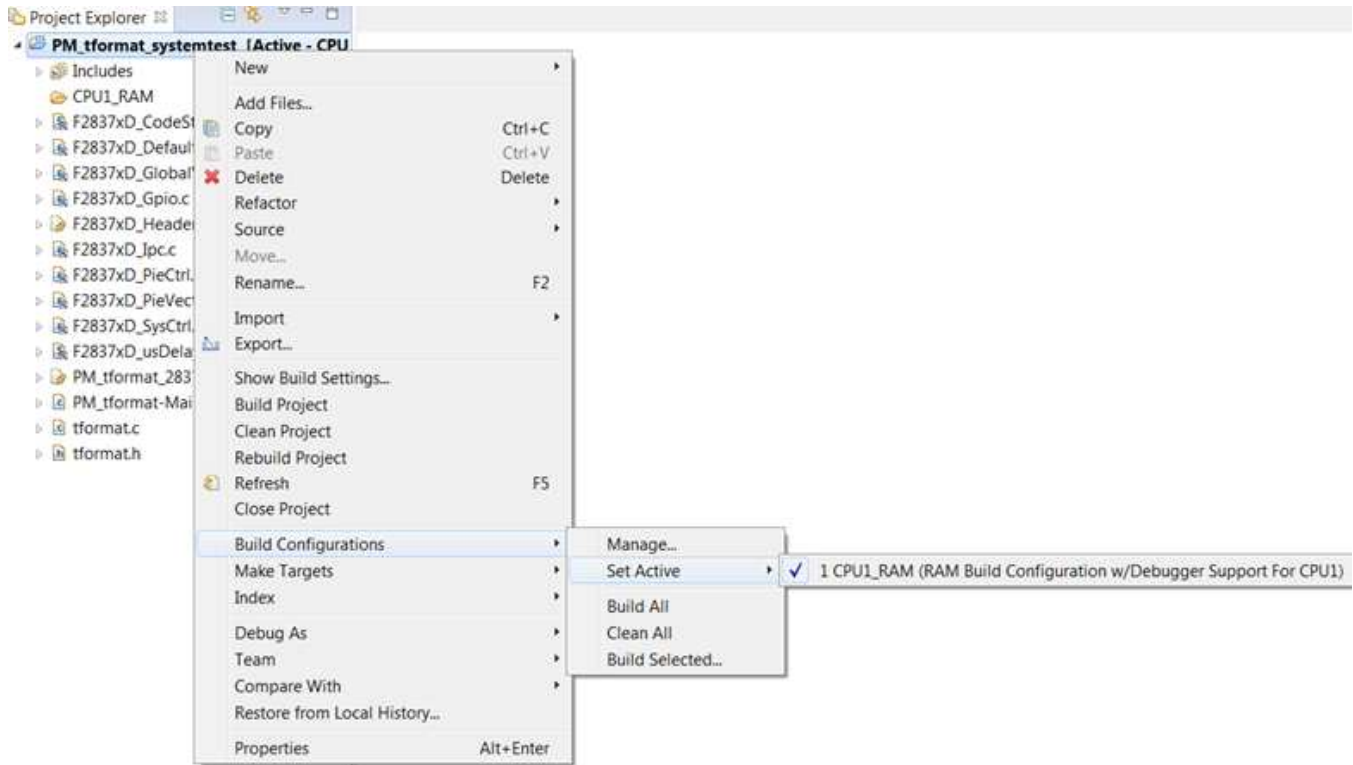 Project Explorer
PM_tformat_systemtest [Active - CPU
Includes
CPU1_RAM
F2837xD_CodeSt
F2837xD_Defaul
F2837xD_Global
F2837xD_Gpio.c
F2837xD_Header
F2837xD_Ipc.c
F2837xD_PieCtrl.
F2837xD_PieVect
F2837xD_SysCtrl.
F2837xD_usDela
PM_tformat_283
PM_tformat-Mai
tformat.c
tformat.h
New
Add Files...
Copy Ctrl+C
Paste Ctrl+V
Delete Delete
Refactor
Source
Move...
Rename... F2
Import
Export...
Show Build Settings...
Build Project
Clean Project
Rebuild Project
Refresh F5
Close Project
Build Configurations
Make Targets
Index
Debug As
Team
Compare With
Restore from Local History...
Properties Alt+Enter
Manage...
Set Active
Build All
Clean All
Build Selected...
1 CPU1_RAM (RAM Build Configuration w/Debugger Support For CPU1)